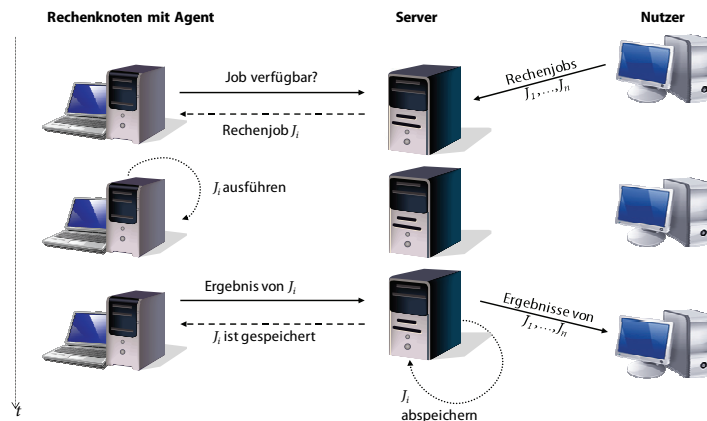 Rechenknoten mit Agent
Server
Nutzer
Job verfügbar?
Rechenjob Jᵢ
Rechenjobs
J₁,...,Jₙ
Jᵢ ausführen
Ergebnis von Jᵢ
Jᵢ ist gespeichert
Ergebnisse von
J₁,...,Jₙ
Jᵢ
abspeichern
t